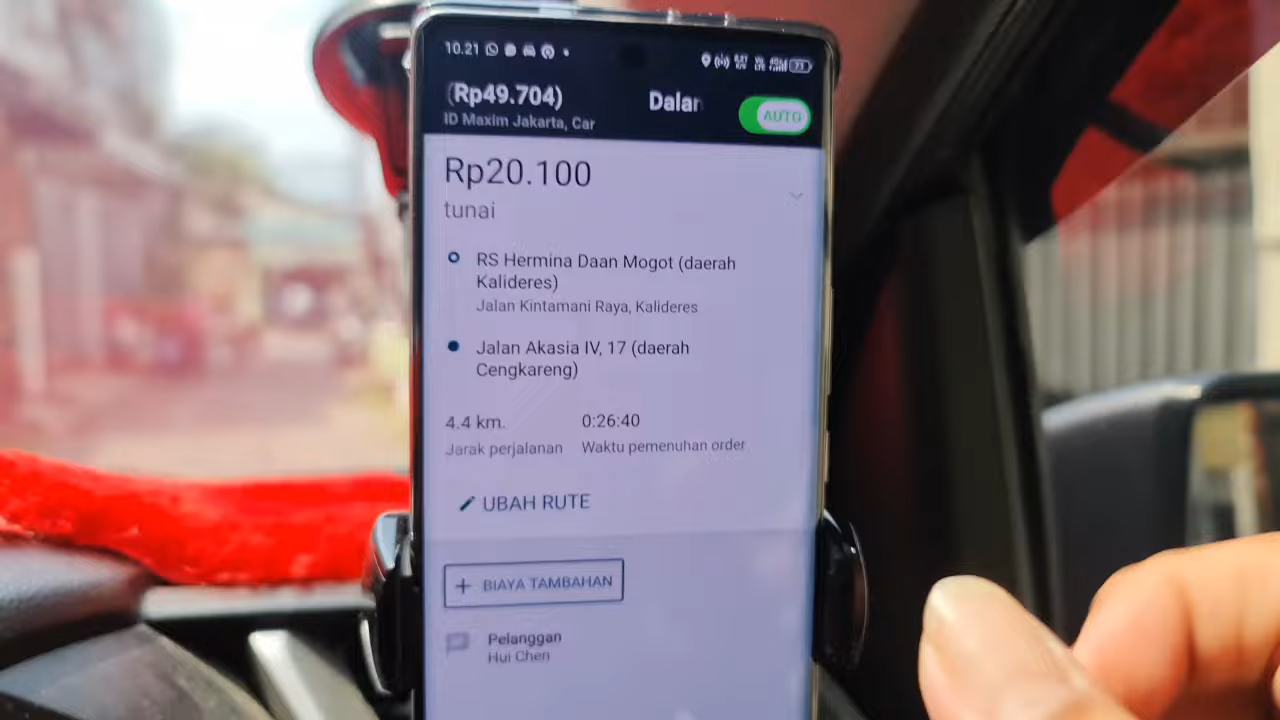 10.21
(Rp49.704)
Dalar
AUTO
ID Maxim Jakarta, Car
Rp20.100
tunai
RS Hermina Daan Mogot (daerah
Kalideres)
Jalan Kintamani Raya, Kalideres
Jalan Akasia IV, 17 (daerah
Cengkareng)
4.4 km.
0:26:40
Jarak perjalanan
Waktu pemenuhan order
UBAH RUTE
+ BIAYA TAMBAHAN
Pelanggan
Hui Chen